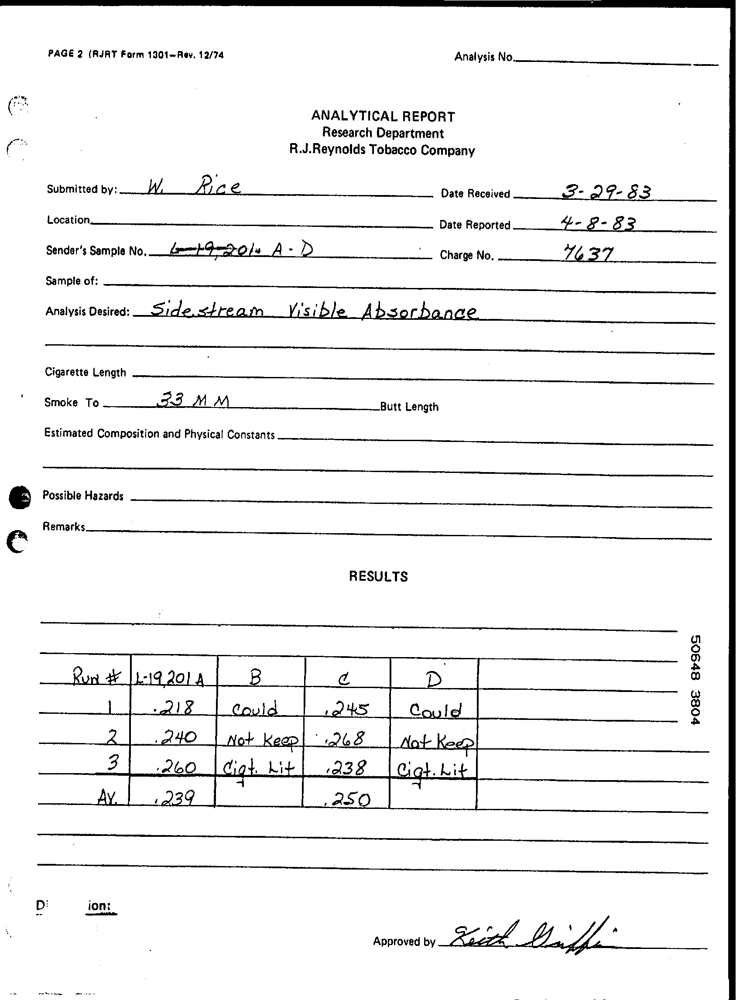 PAGE 2 (RJRT Form 1301-Rev. 12/74
Analysis No.
ANALYTICAL REPORT
Research Department
R.J.Reynolds Tobacco Company
Submitted by: W. Rice
Date Received 3-29-83
Location
Date Reported 4-8-83
Sender's Sample No. L-19,201 A-D
Charge No. 7637
Sample of:
Analysis Desired: Sidestream Visible Absorbance
Cigarette Length
Smoke To 33 MM Butt Length
Estimated Composition and Physical Constants
Possible Hazards
Remarks
RESULTS
Run # L-19,201 A B C D
1 .218 Could .245 Could
2 .240 Not Keep .268 Not Keep
3 .260 Cigt. Lit .238 Cigt. Lit
AV. .239 .250
50648 3804
Approved by Keith Griffin